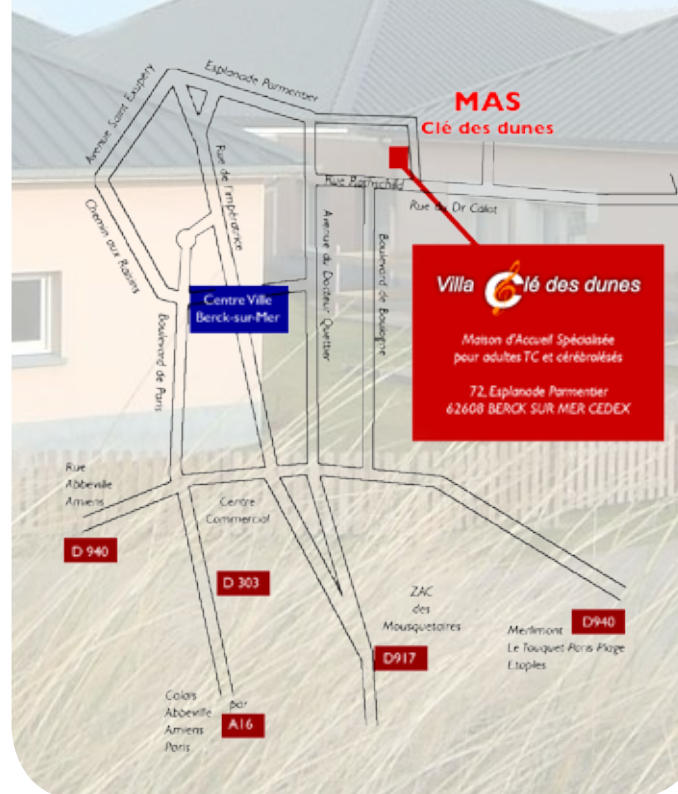 Esplanade Parmentier
Avenue Saint Exupéry
MAS
Clé des dunes
Rue de l'impératrice
Rue Rothschild
Rue du Dr Calot
Chemin aux Raisins
Avenue du Docteur Quettier
Boulevard de Boulogne
Villa Clé des dunes
Centre Ville
Berck-sur-Mer
Boulevard de Paris
Maison d'Accueil Spécialisée
pour adultes TC et cérébrolésés
72, Esplanade Parmentier
62608 BERCK SUR MER CEDEX
Rue
Abbeville
Amiens
Centre
Commercial
D 940
D 303
ZAC
des
Mousquetaires
D940
Merlimont
Le Touquet-Paris Plage
Etaples
D917
Calais
Abbeville
Amiens
Paris
par
A16